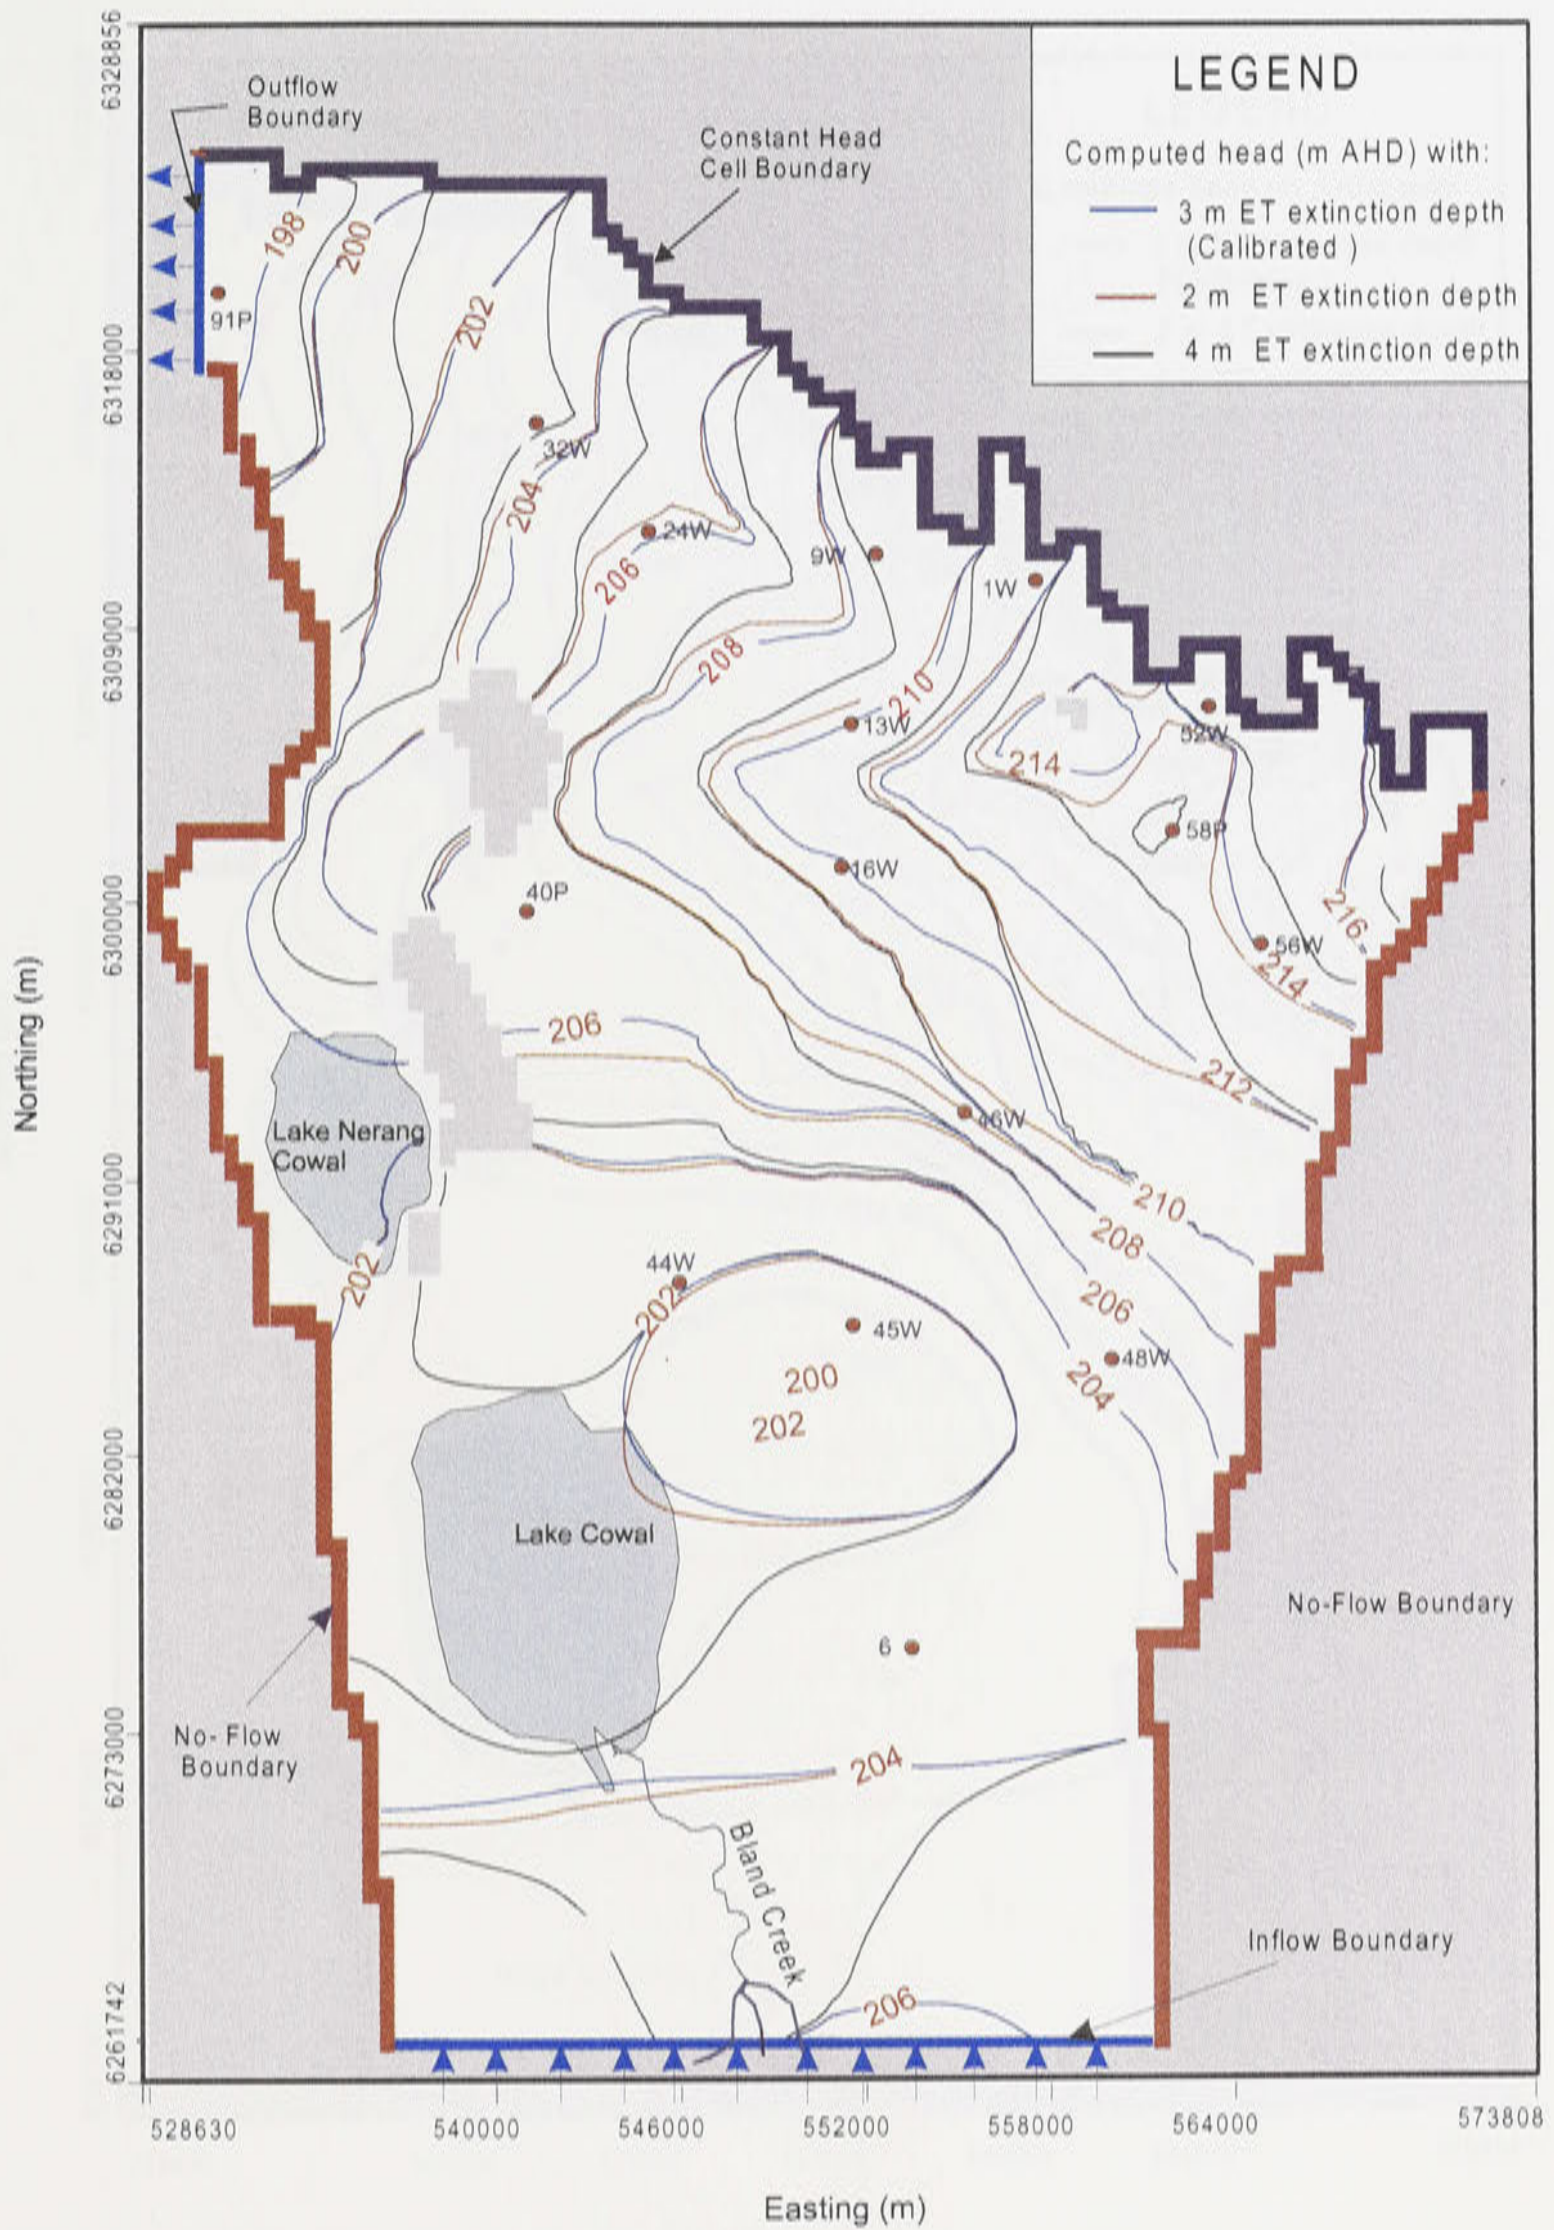 LEGEND
Computed head (m AHD) with:
3 m ET extinction depth
(Calibrated )
2 m ET extinction depth
4 m ET extinction depth
Outflow
Boundary
Constant Head
Cell Boundary
6328856
6318000
6309000
6300000
6291000
6282000
6273000
6261742
Northing (m)
198
200
202
91P
32W
204
24W
206
9W
1W
208
210
13W
52W
214
58P
16W
40P
216
56W
214
206
212
46W
Lake Nerang
Cowal
210
208
202
44W
202
206
45W
48W
200
204
202
Lake Cowal
No-Flow Boundary
6
No- Flow
Boundary
204
Bland Creek
Inflow Boundary
206
528630
540000
546000
552000
558000
564000
573808
Easting (m)